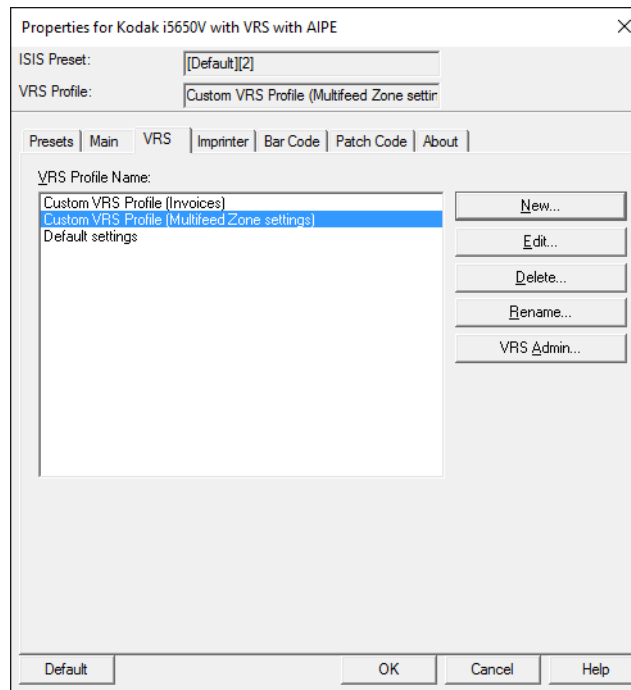 Properties for Kodak i5650V with VRS with AIPE
ISIS Preset: [Default][2]
VRS Profile: Custom VRS Profile (Multifeed Zone settin
Presets Main VRS Imprinter Bar Code Patch Code About
VRS Profile Name:
Custom VRS Profile (Invoices)
Custom VRS Profile (Multifeed Zone settings)
Default settings
New...
Edit...
Delete...
Rename...
VRS Admin...
Default OK Cancel Help